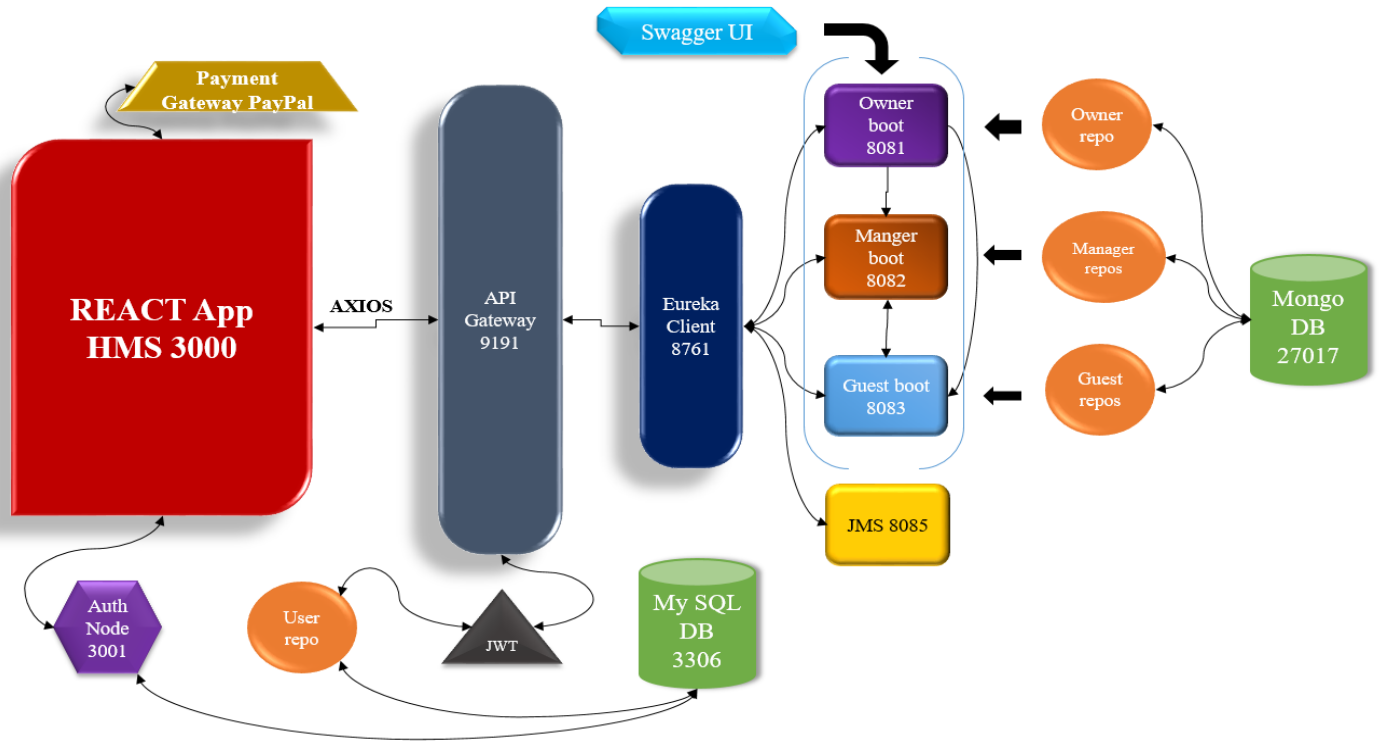 Swagger UI
Payment
Gateway PayPal
REACT App
HMS 3000
AXIOS
API
Gateway
9191
Eureka
Client
8761
Owner
boot
8081
Manger
boot
8082
Guest boot
8083
JMS 8085
Owner
repo
Manager
repos
Guest
repos
Mongo
DB
27017
Auth
Node
3001
User
repo
JWT
My SQL
DB
3306